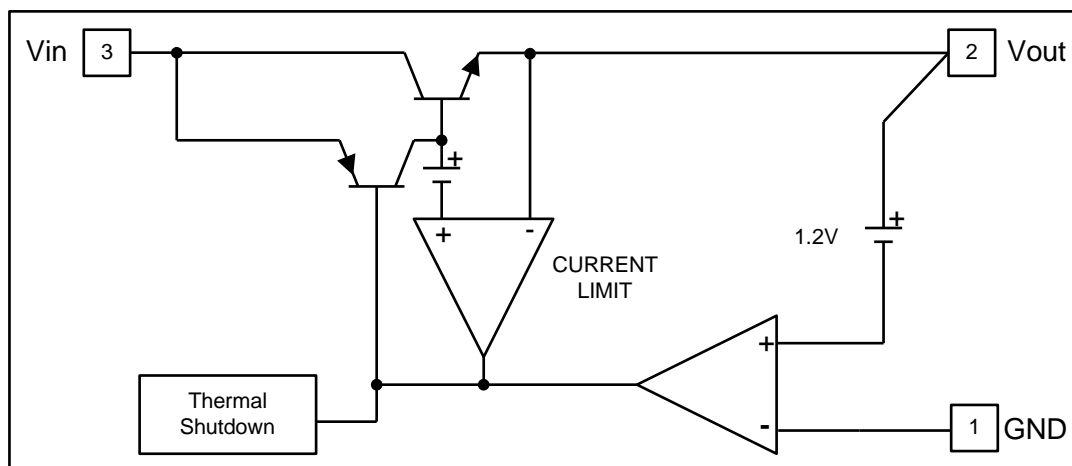 Vin 3
2 Vout
+
+ -
CURRENT
LIMIT
1.2V
+
+
-
Thermal
Shutdown
1 GND